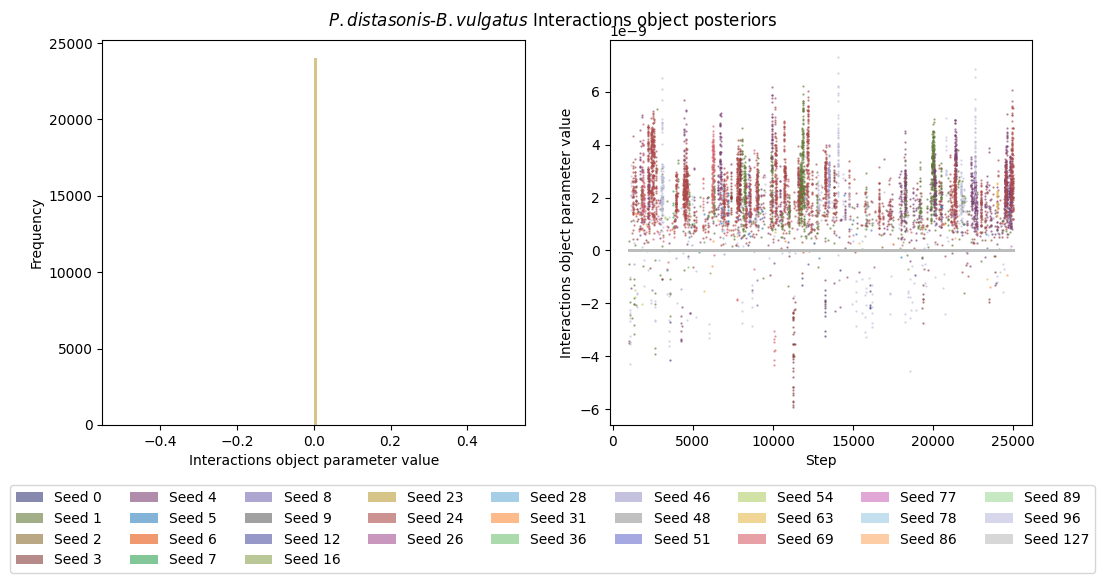 P.distasonis-B.vulgatus Interactions object posteriors
25000
20000
15000
10000
5000
0
Frequency
−0.4 −0.2 0.0 0.2 0.4
Interactions object parameter value
1e−9
6
4
2
0
−2
−4
−6
Interactions object parameter value
0 5000 10000 15000 20000 25000
Step
Seed 0 Seed 4 Seed 8 Seed 23 Seed 28 Seed 46 Seed 54 Seed 77 Seed 89
Seed 1 Seed 5 Seed 9 Seed 24 Seed 31 Seed 48 Seed 63 Seed 78 Seed 96
Seed 2 Seed 6 Seed 12 Seed 26 Seed 36 Seed 51 Seed 69 Seed 86 Seed 127
Seed 3 Seed 7 Seed 16